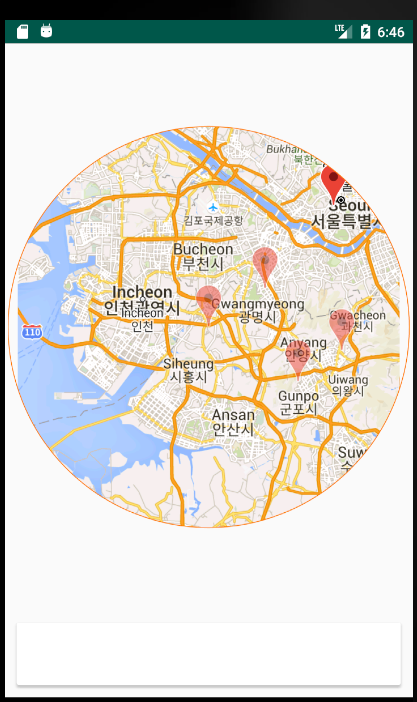 LTE 6:46
Bukhan
북한산
Seoul
서울특별시
김포국제공항
Bucheon
부천시
Incheon
인천광역시
Incheon
인천
Gwangmyeong
광명시
Gwacheon
과천시
110
Anyang
안양시
Siheung
시흥시
Uiwang
의왕시
Gunpo
군포시
Ansan
안산시
Suw
수